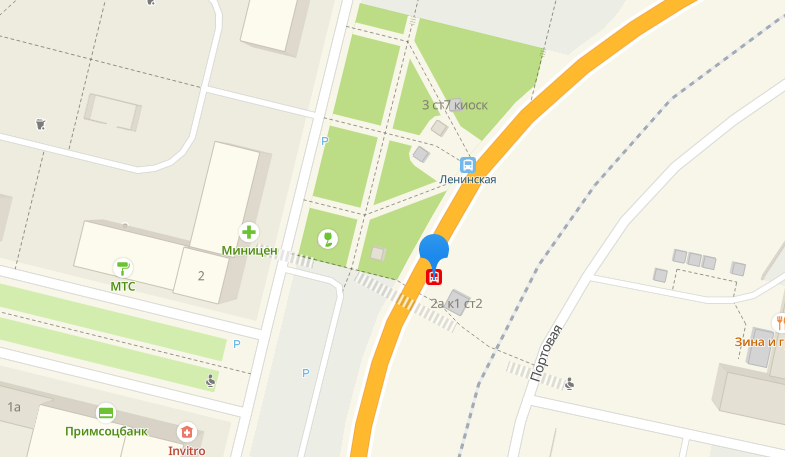 3 ст7 киоск
P
Ленинская
Миницен
2
МТС
2а к1 ст2
Портовая
P
Зина и г
P
1а
Примсоцбанк
Invitro